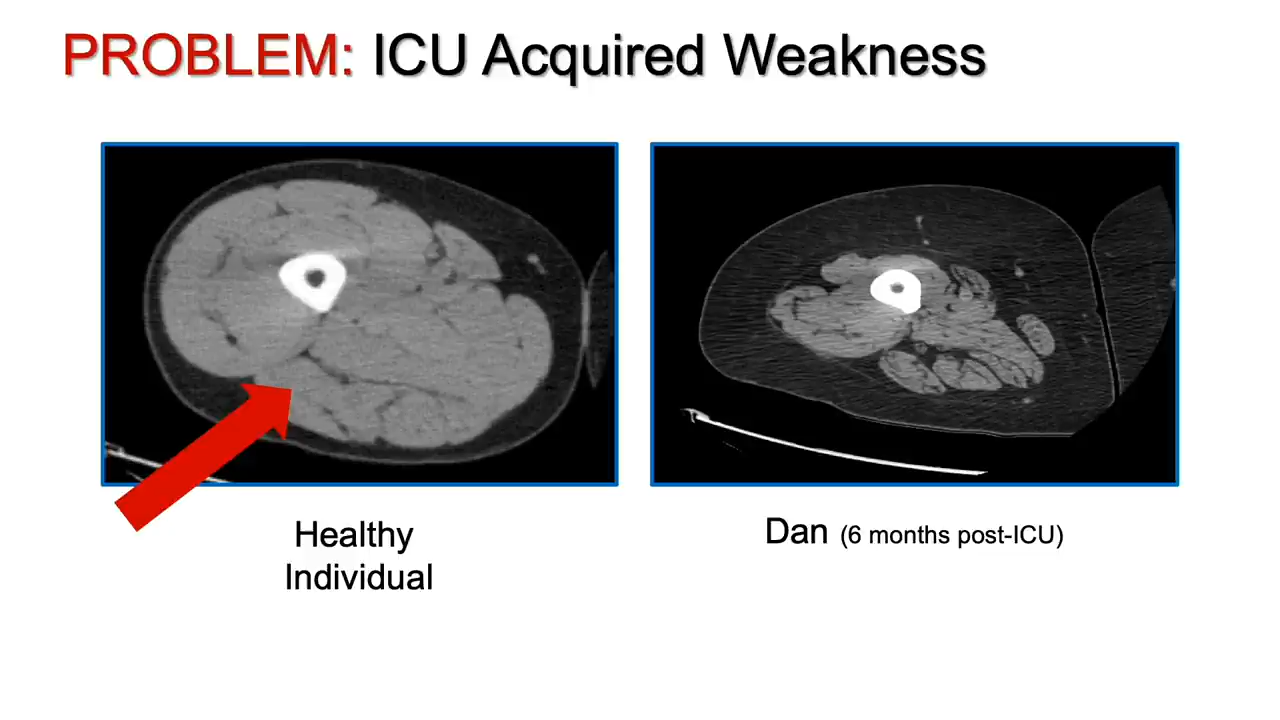 PROBLEM: ICU Acquired Weakness
Healthy
Individual
Dan (6 months post-ICU)